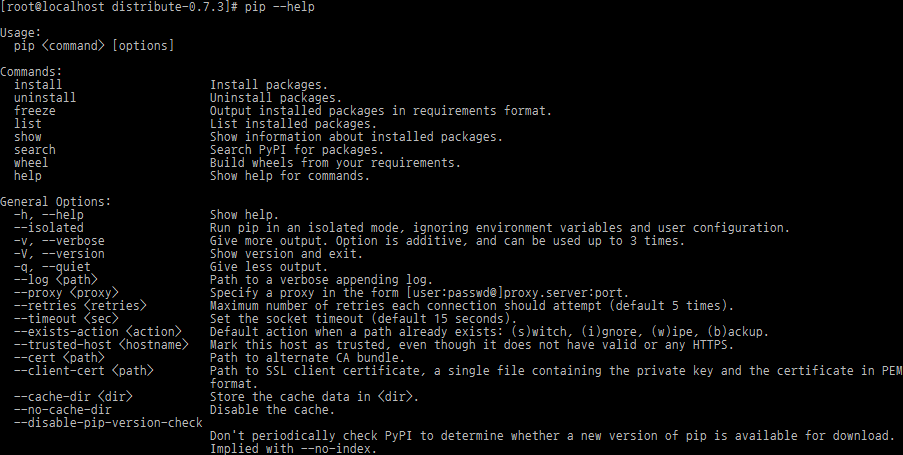 [root@localhost distribute-0.7.3]# pip --help

Usage:
  pip <command> [options]

Commands:
  install                     Install packages.
  uninstall                   Uninstall packages.
  freeze                      Output installed packages in requirements format.
  list                        List installed packages.
  show                        Show information about installed packages.
  search                      Search PyPI for packages.
  wheel                       Build wheels from your requirements.
  help                        Show help for commands.

General Options:
  -h, --help                  Show help.
  --isolated                  Run pip in an isolated mode, ignoring environment variables and user configuration.
  -v, --verbose               Give more output. Option is additive, and can be used up to 3 times.
  -V, --version               Show version and exit.
  -q, --quiet                 Give less output.
  --log <path>                Path to a verbose appending log.
  --proxy <proxy>             Specify a proxy in the form [user:passwd@]proxy.server:port.
  --retries <retries>         Maximum number of retries each connection should attempt (default 5 times).
  --timeout <sec>             Set the socket timeout (default 15 seconds).
  --exists-action <action>    Default action when a path already exists: (s)witch, (i)gnore, (w)ipe, (b)ackup.
  --trusted-host <hostname>   Mark this host as trusted, even though it does not have valid or any HTTPS.
  --cert <path>               Path to alternate CA bundle.
  --client-cert <path>        Path to SSL client certificate, a single file containing the private key and the certificate in PEM
                              format.
  --cache-dir <dir>           Store the cache data in <dir>.
  --no-cache-dir              Disable the cache.
  --disable-pip-version-check
                              Don't periodically check PyPI to determine whether a new version of pip is available for download.
                              Implied with --no-index.